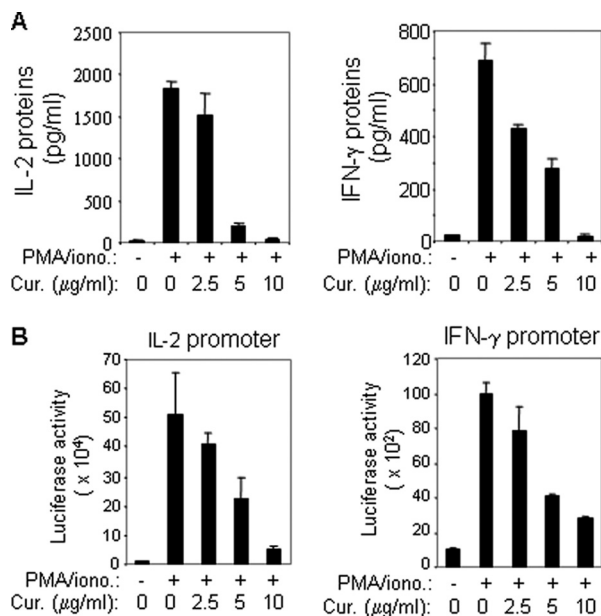 A
IL-2 proteins
(pg/ml)
2500
2000
1500
1000
500
0
PMA/iono.: - + + + +
Cur. (μg/ml): 0 0 2.5 5 10
IFN-γ proteins
(pg/ml)
800
600
400
200
0
PMA/iono.: - + + + +
Cur. (μg/ml): 0 0 2.5 5 10
B
IL-2 promoter
Luciferase activity
( x 10⁴)
70
60
50
40
30
20
10
0
PMA/iono.: - + + + +
Cur. (μg/ml): 0 0 2.5 5 10
IFN-γ promoter
Luciferase activity
( x 10²)
120
100
80
60
40
20
0
PMA/iono.: - + + + +
Cur. (μg/ml): 0 0 2.5 5 10